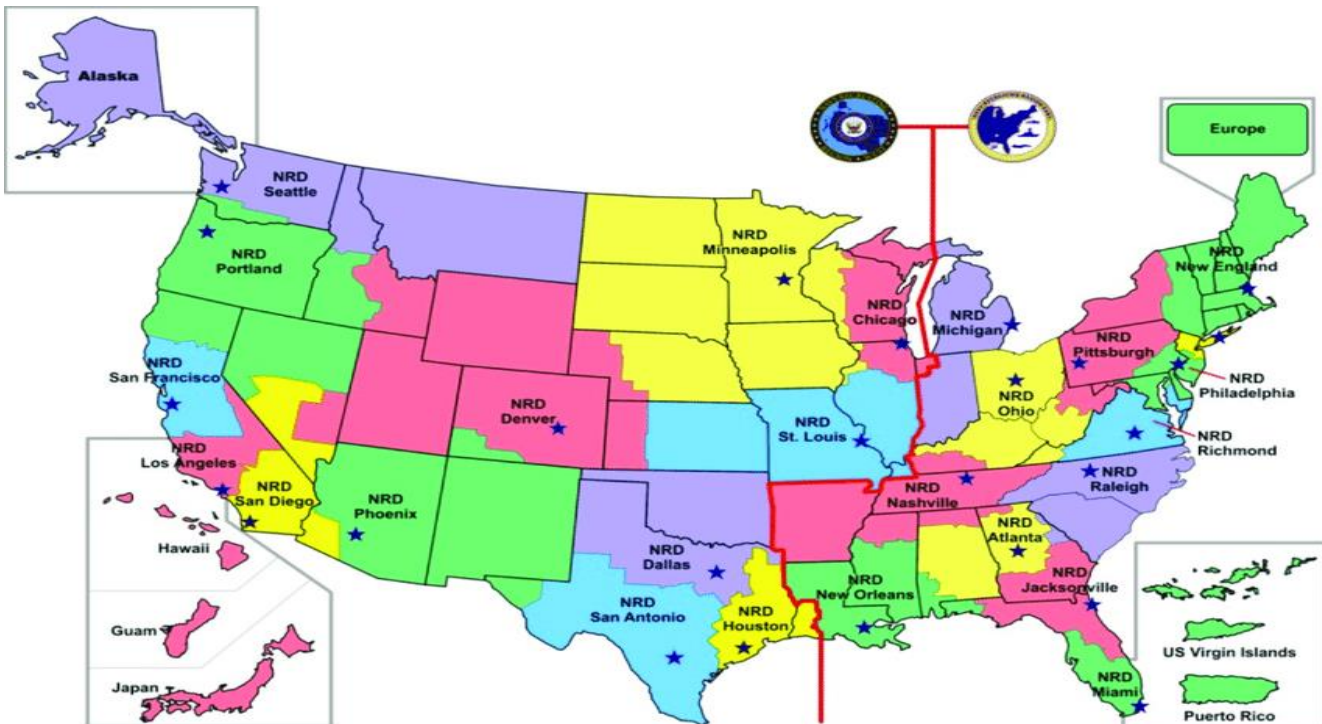 Alaska
Europe
NRD
Seattle
NRD
Portland
NRD
Minneapolis
NRD
Chicago
NRD
Michigan
NRD
New England
NRD
Pittsburgh
NRD
Philadelphia
NRD
Ohio
NRD
San Francisco
NRD
Denver
NRD
St. Louis
NRD
Richmond
NRD
Los Angeles
NRD
San Diego
NRD
Phoenix
NRD
Nashville
NRD
Raleigh
NRD
Atlanta
NRD
Dallas
NRD
Jacksonville
NRD
New Orleans
NRD
San Antonio
NRD
Houston
NRD
Miami
Hawaii
Guam
Japan
US Virgin Islands
Puerto Rico